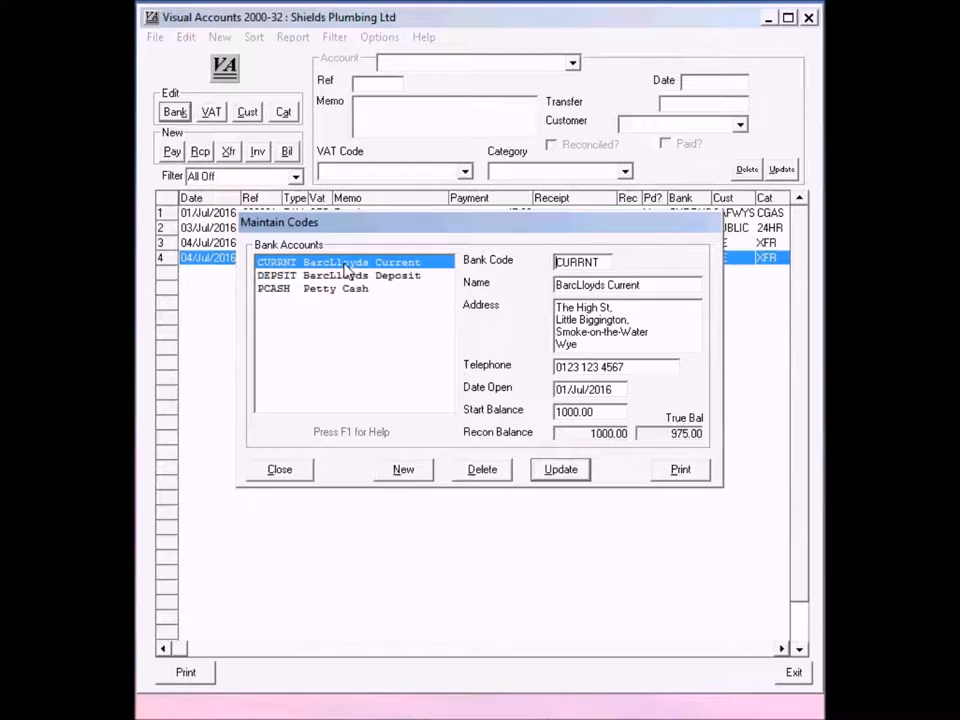 VA Visual Accounts 2000-32 : Shields Plumbing Ltd
File Edit New Sort Report Filter Options Help
VA
Account
Ref
Date
Memo
Transfer
Customer
Reconciled?
Paid?
VAT Code
Category
Delete
Update
Edit
Bank VAT Cust Cat
New
Pay Rcp Xfr Inv Bil
Filter All Off
Date Ref Type Vat Memo Payment Receipt Rec Pd? Bank Cust Cat
1 01/Jul/2016 CGAS
2 03/Jul/2016 24HR
3 04/Jul/2016 XFR
4 04/Jul/2016 XFR
Maintain Codes
Bank Accounts
CURRNT BarcLloyds Current
DEPSIT BarcLloyds Deposit
PCASH Petty Cash
Press F1 for Help
Bank Code CURRNT
Name BarcLloyds Current
Address The High St,
Little Biggington,
Smoke-on-the-Water
Wye
Telephone 0123 123 4567
Date Open 01/Jul/2016
Start Balance 1000.00
True Bal
Recon Balance 1000.00 975.00
Close New Delete Update Print
Print Exit